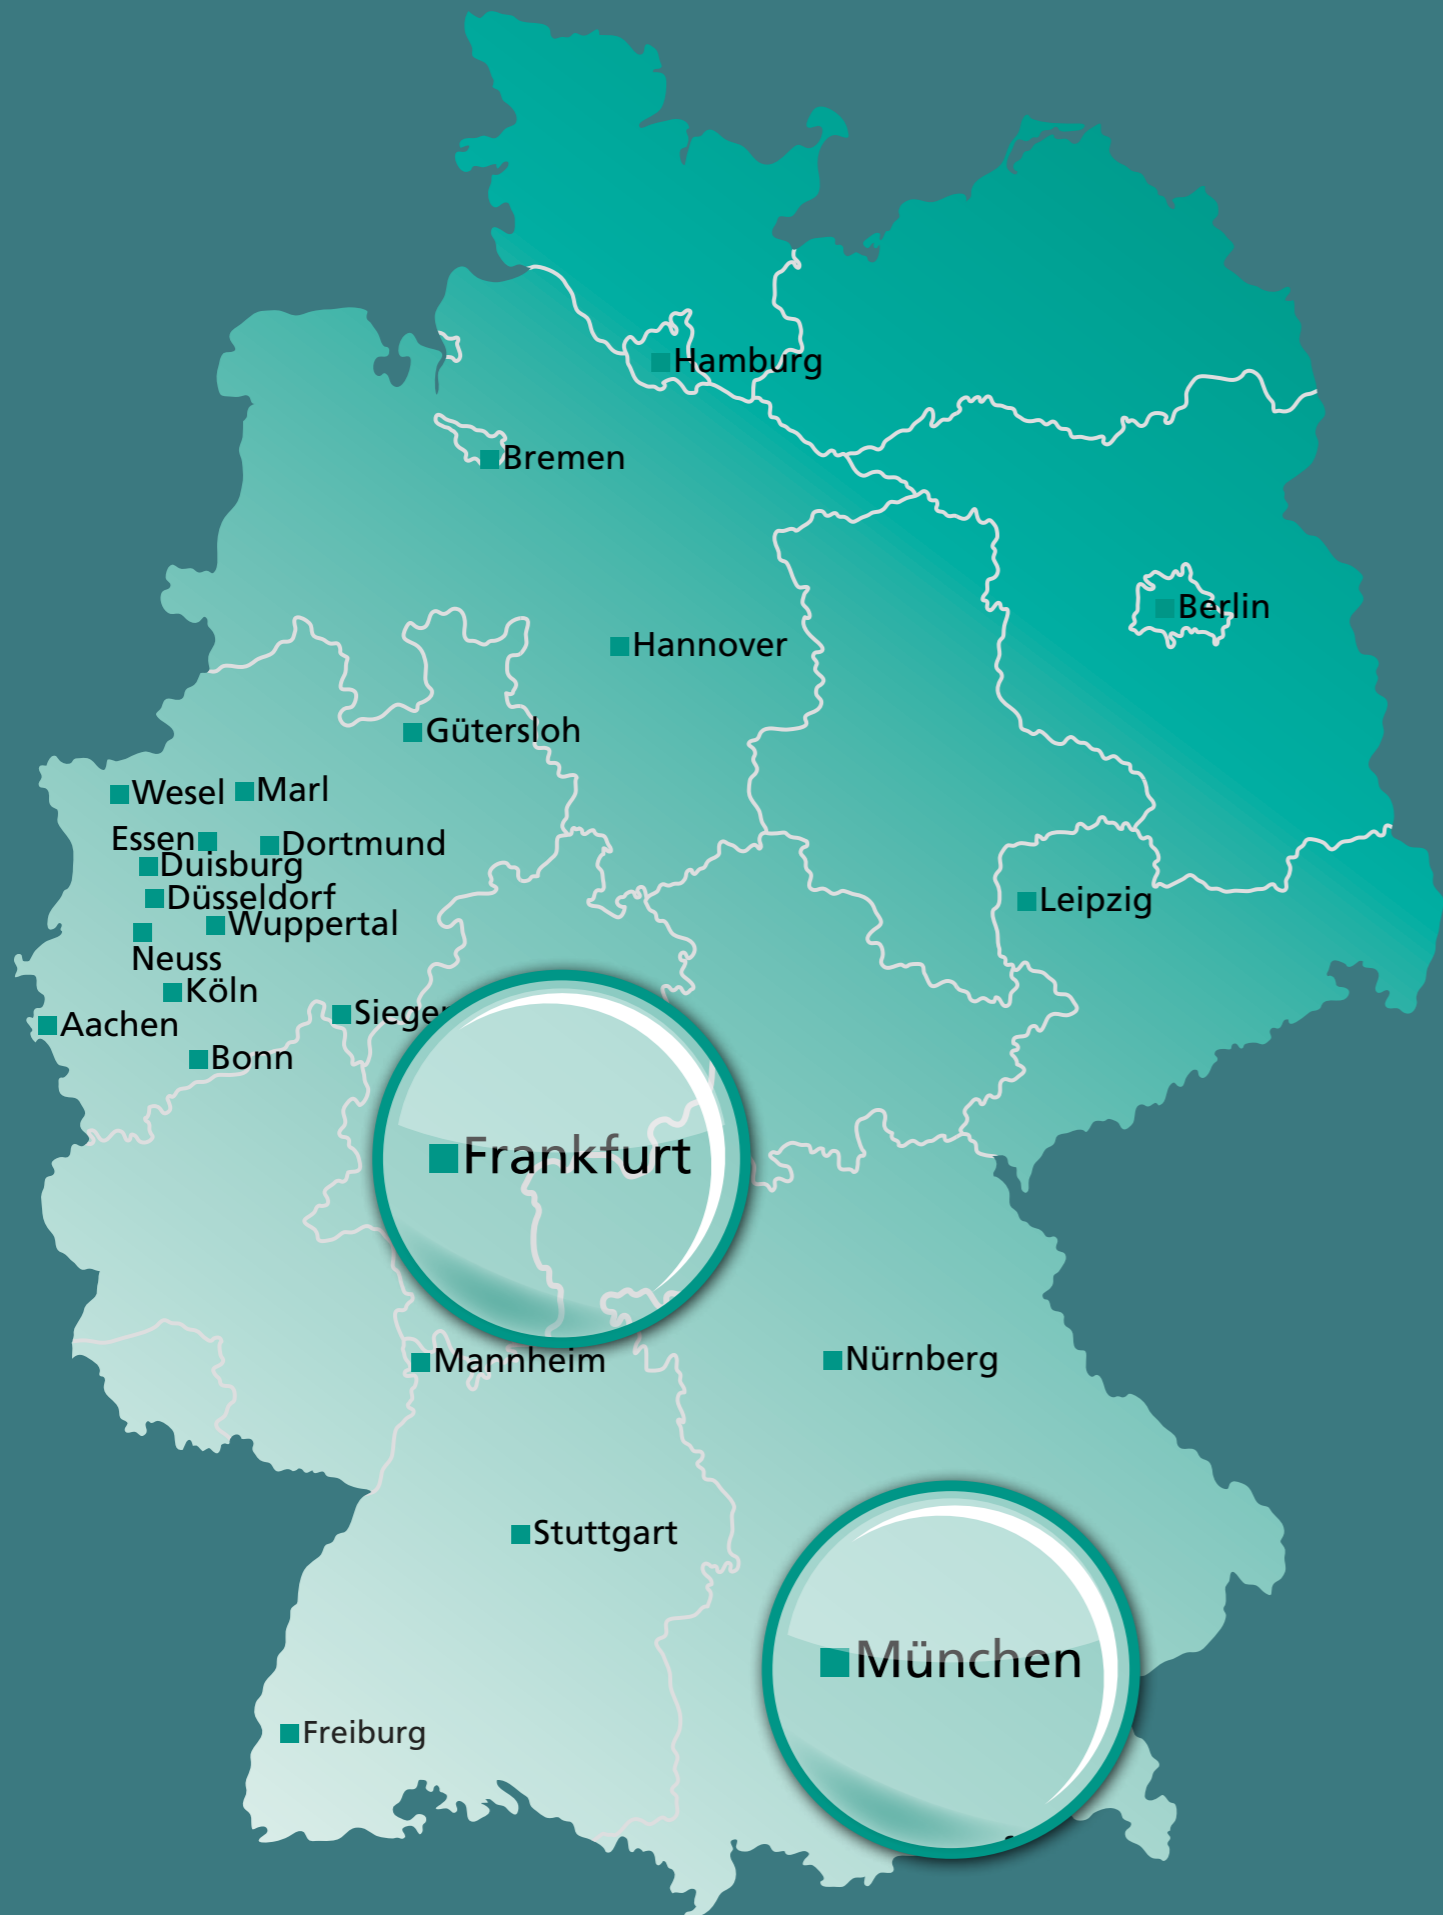 Hamburg
Bremen
Berlin
Hannover
Gütersloh
Wesel
Marl
Essen
Dortmund
Duisburg
Düsseldorf
Wuppertal
Leipzig
Neuss
Köln
Siegen
Aachen
Bonn
Frankfurt
Mannheim
Nürnberg
Stuttgart
München
Freiburg